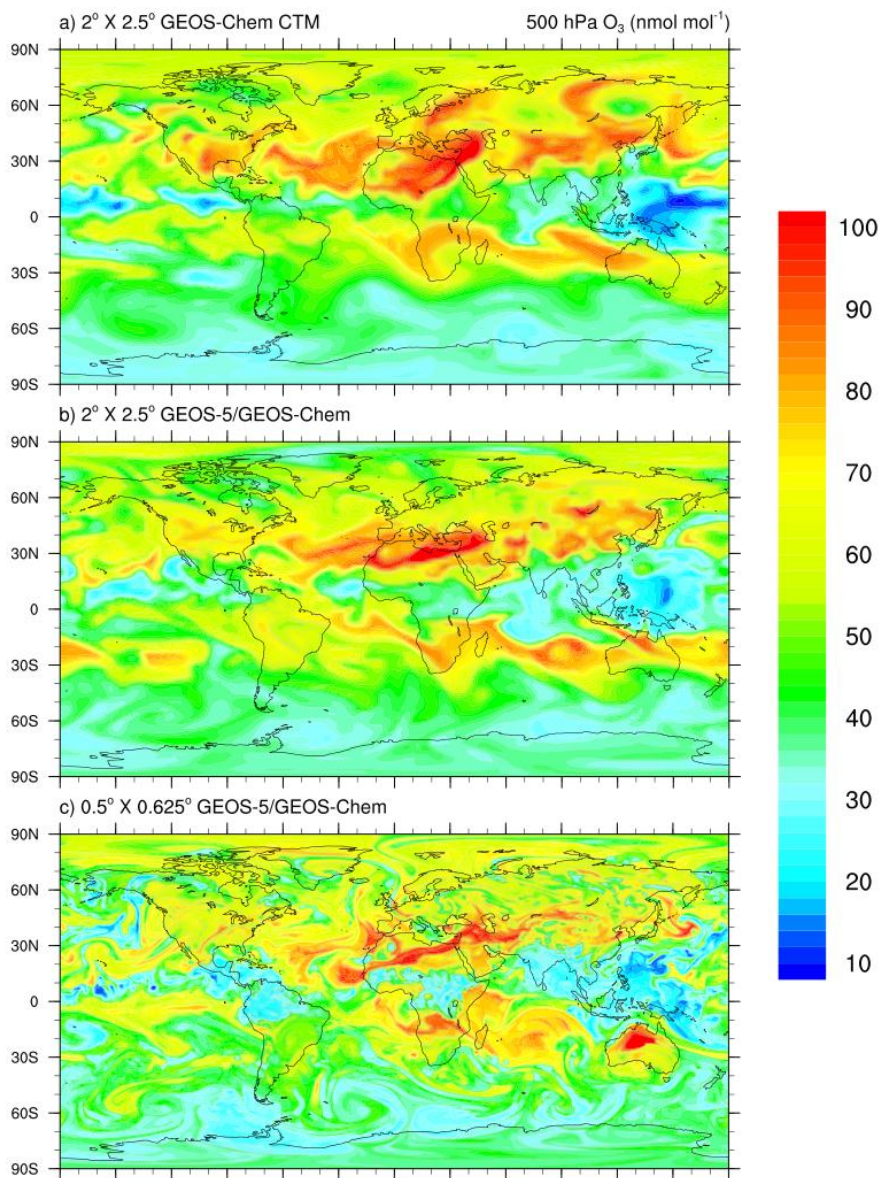 a) 2° X 2.5° GEOS-Chem CTM 500 hPa O₃ (nmol mol⁻¹)
90N
60N
30N
0
30S
60S
90S
b) 2° X 2.5° GEOS-5/GEOS-Chem
90N
60N
30N
0
30S
60S
90S
c) 0.5° X 0.625° GEOS-5/GEOS-Chem
90N
60N
30N
0
30S
60S
90S
100
90
80
70
60
50
40
30
20
10